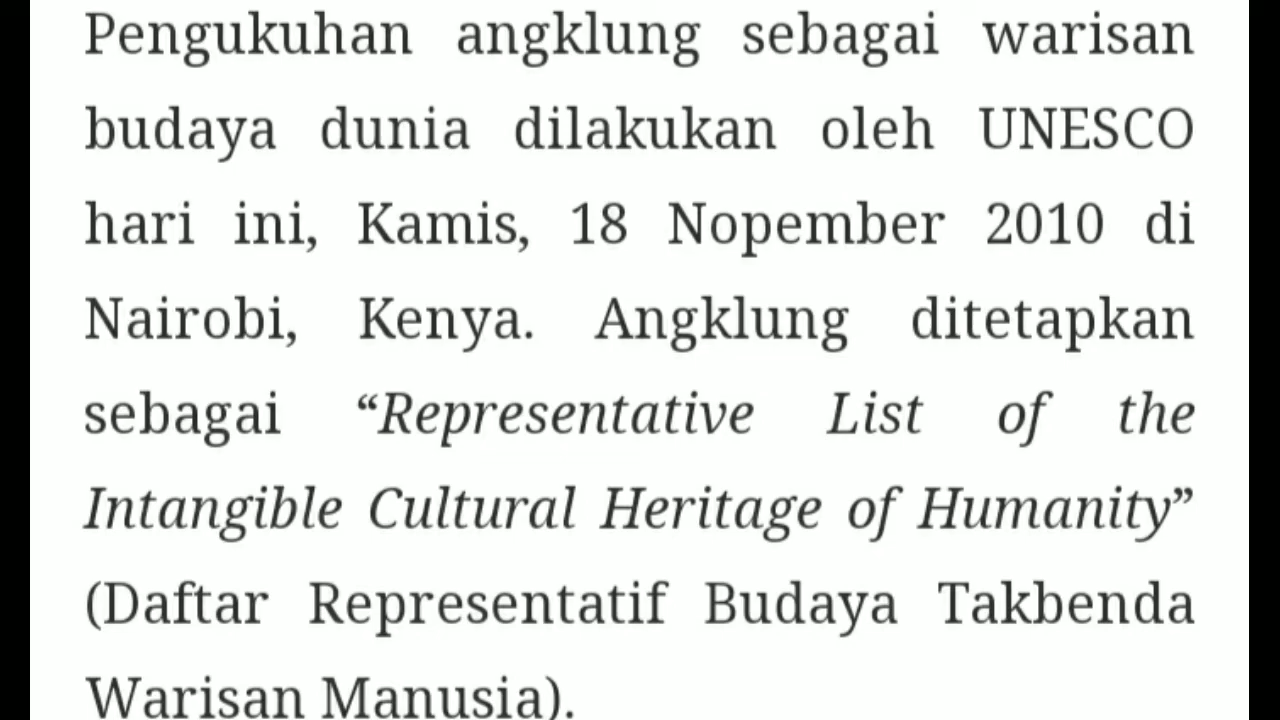 Pengukuhan angklung sebagai warisan
budaya dunia dilakukan oleh UNESCO
hari ini, Kamis, 18 Nopember 2010 di
Nairobi, Kenya. Angklung ditetapkan
sebagai “Representative List of the
Intangible Cultural Heritage of Humanity”
(Daftar Representatif Budaya Takbenda
Warisan Manusia).